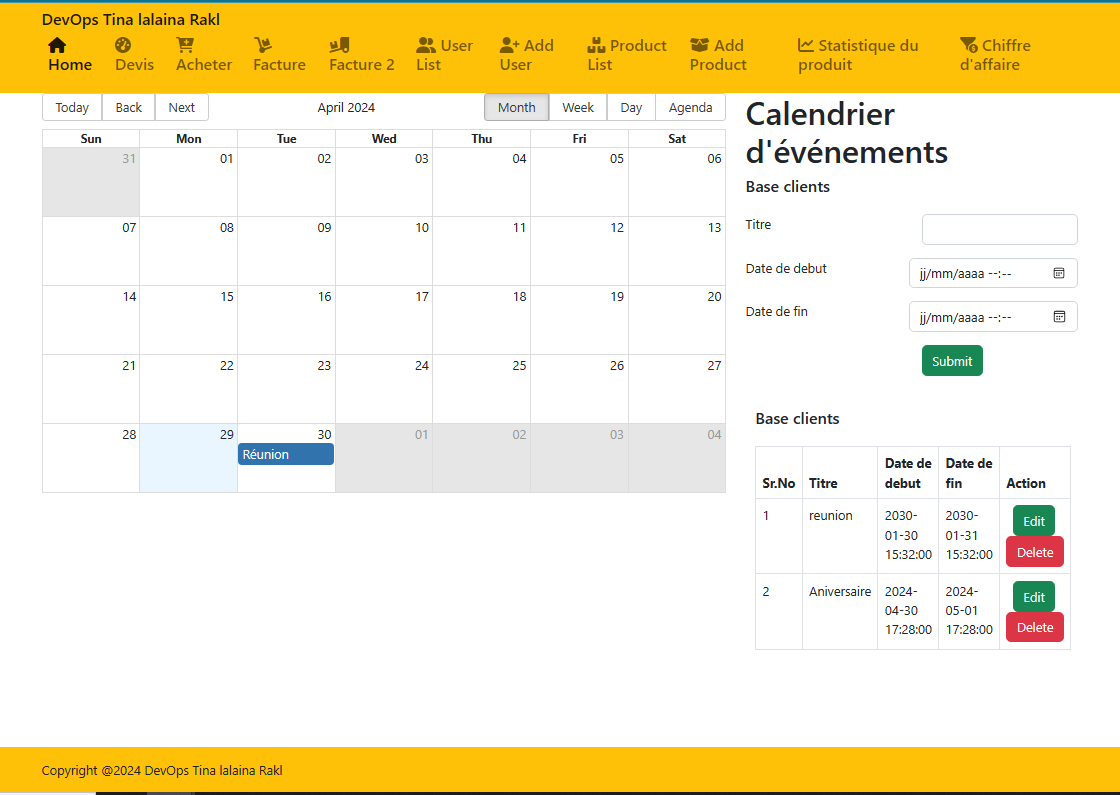 DevOps Tina lalaina Rakl
Home
Devis
Acheter
Facture
Facture 2
User
List
Add
User
Product
List
Add
Product
Statistique du
produit
Chiffre
d'affaire
Today Back Next
April 2024
Month Week Day Agenda
Sun Mon Tue Wed Thu Fri Sat
31 01 02 03 04 05 06
07 08 09 10 11 12 13
14 15 16 17 18 19 20
21 22 23 24 25 26 27
28 29 30 01 02 03 04
Réunion
Calendrier
d'événements
Base clients
Titre
Date de debut
jj/mm/aaaa --:--
Date de fin
jj/mm/aaaa --:--
Submit
Base clients
Sr.No
Titre
Date de
debut
Date de
fin
Action
1
reunion
2030-
01-30
15:32:00
2030-
01-31
15:32:00
Edit
Delete
2
Aniversaire
2024-
04-30
17:28:00
2024-
05-01
17:28:00
Edit
Delete
Copyright @2024 DevOps Tina lalaina Rakl